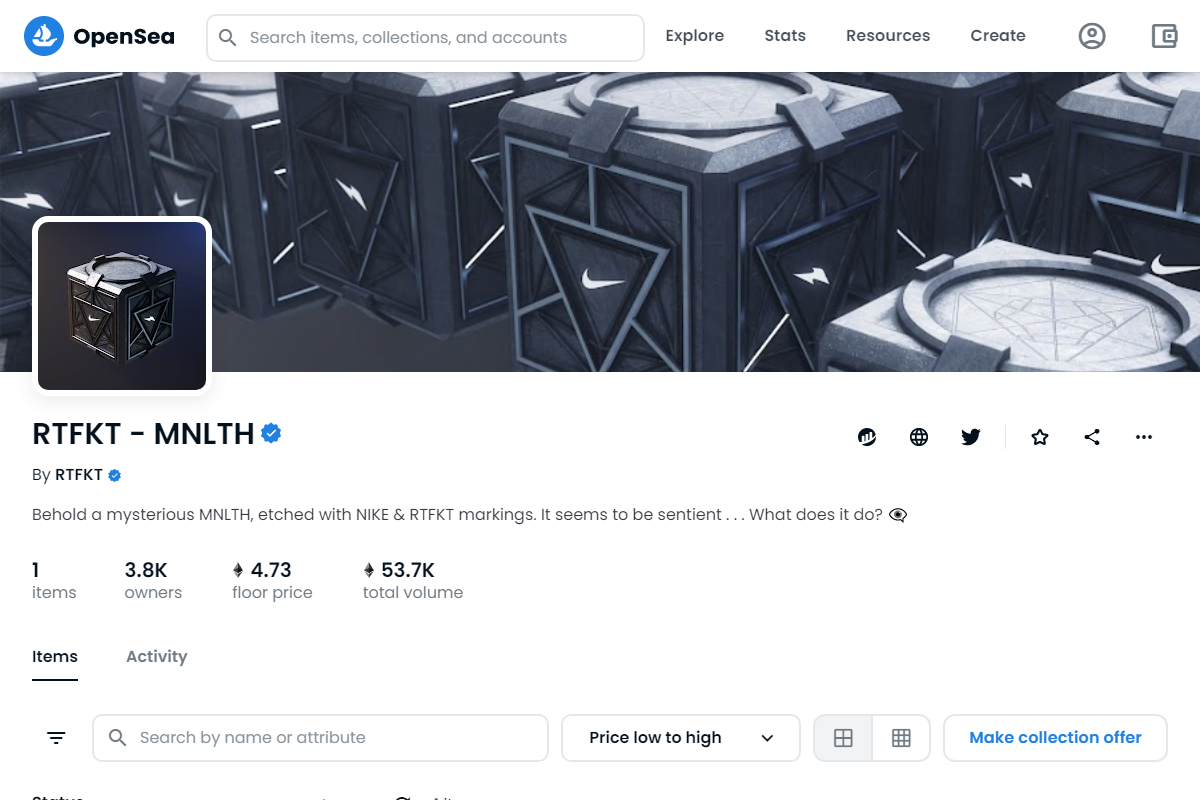 OpenSea
Search items, collections, and accounts
Explore
Stats
Resources
Create
RTFKT - MNLTH
By RTFKT
Behold a mysterious MNLTH, etched with NIKE & RTFKT markings. It seems to be sentient . . . What does it do? 👁️‍🗨️
1
items
3.8K
owners
4.73
floor price
53.7K
total volume
Items
Activity
Search by name or attribute
Price low to high
Make collection offer
Status